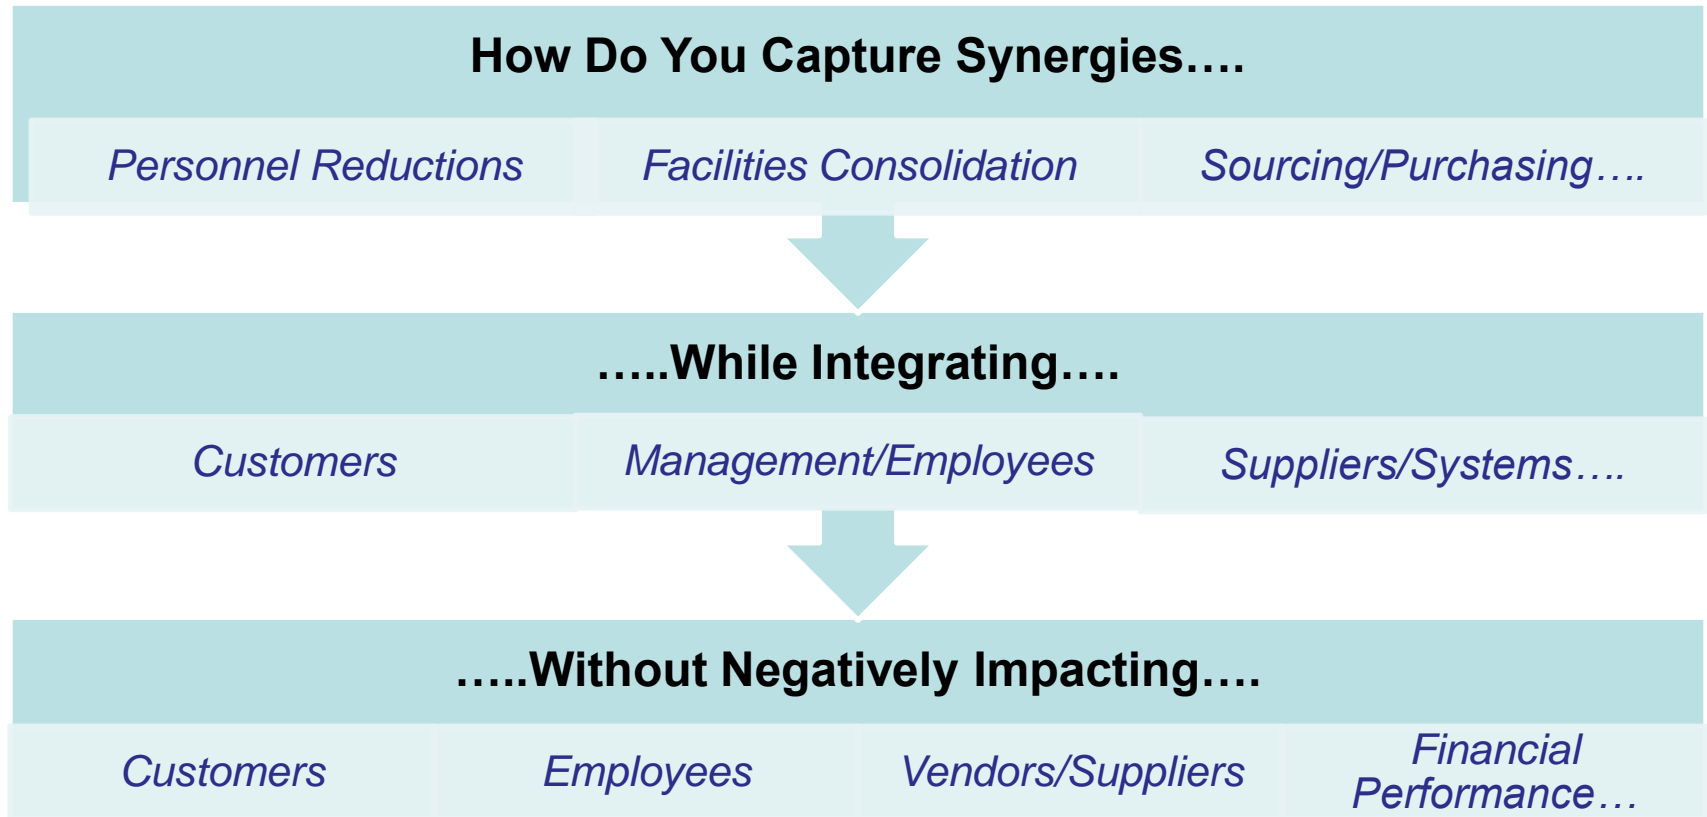 How Do You Capture Synergies….
Personnel Reductions
Facilities Consolidation
Sourcing/Purchasing….
…..While Integrating….
Customers
Management/Employees
Suppliers/Systems….
…..Without Negatively Impacting….
Customers
Employees
Vendors/Suppliers
Financial
Performance…